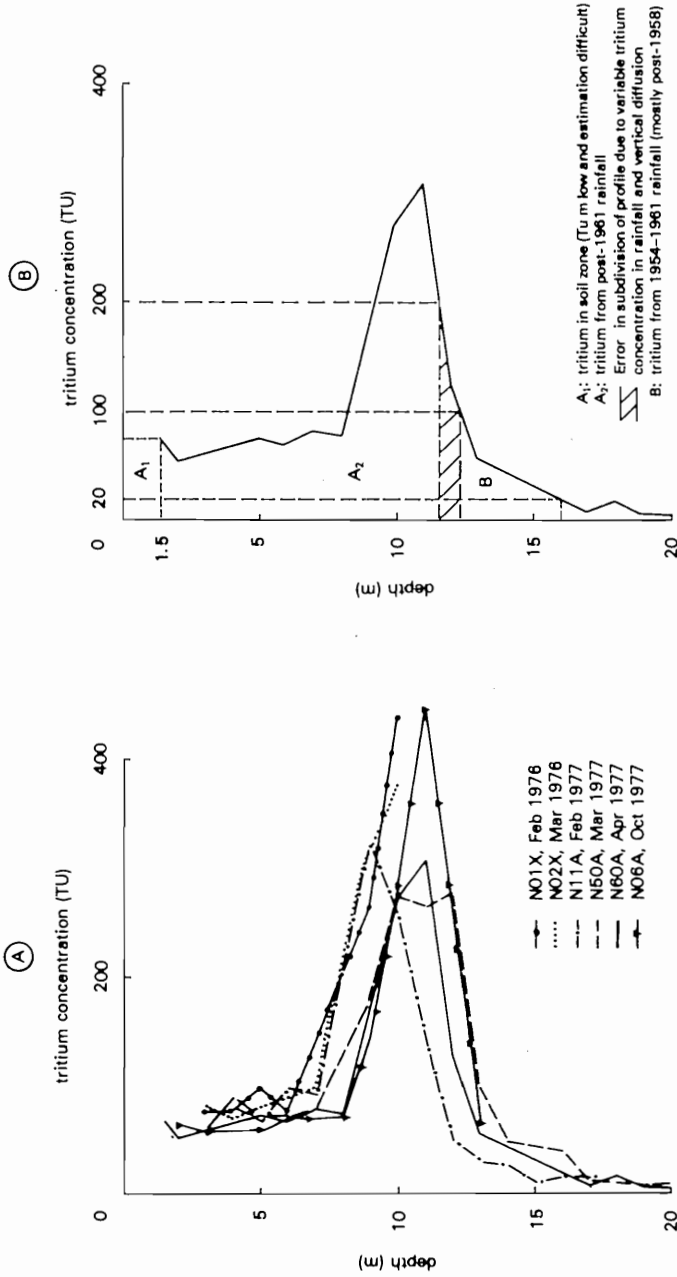 A
tritium concentration (TU)
0
200
400
depth (m)
5
10
15
20
N01X, Feb 1976
N02X, Mar 1976
N11A, Feb 1977
N50A, Mar 1977
N60A, Apr 1977
N06A, Oct 1977
B
tritium concentration (TU)
0
20
100
200
400
depth (m)
1.5
5
10
15
20
A1
A2
B
A1: tritium in soil zone (Tu m low and estimation difficult)
A2: tritium from post-1961 rainfall
Error in subdivision of profile due to variable tritium
concentration in rainfall and vertical diffusion
B: tritium from 1954–1961 rainfall (mostly post-1958)